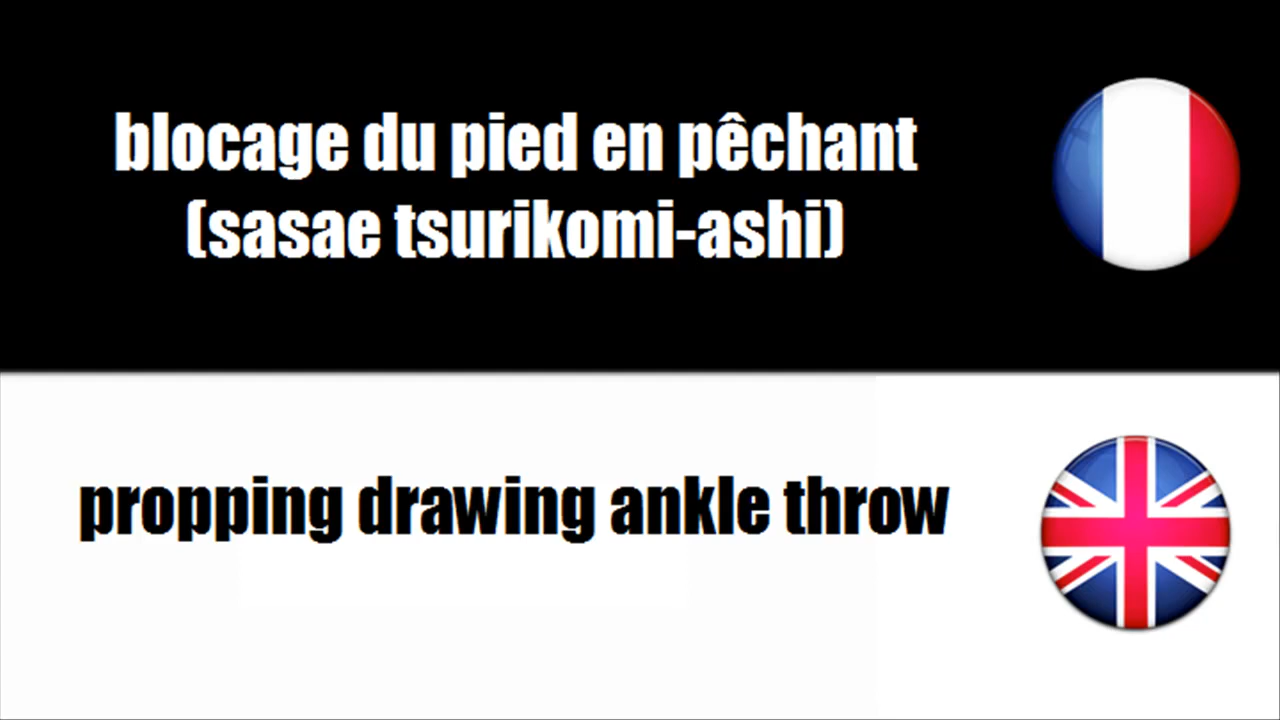 blocage du pied en pêchant
(sasae tsurikomi-ashi)
propping drawing ankle throw